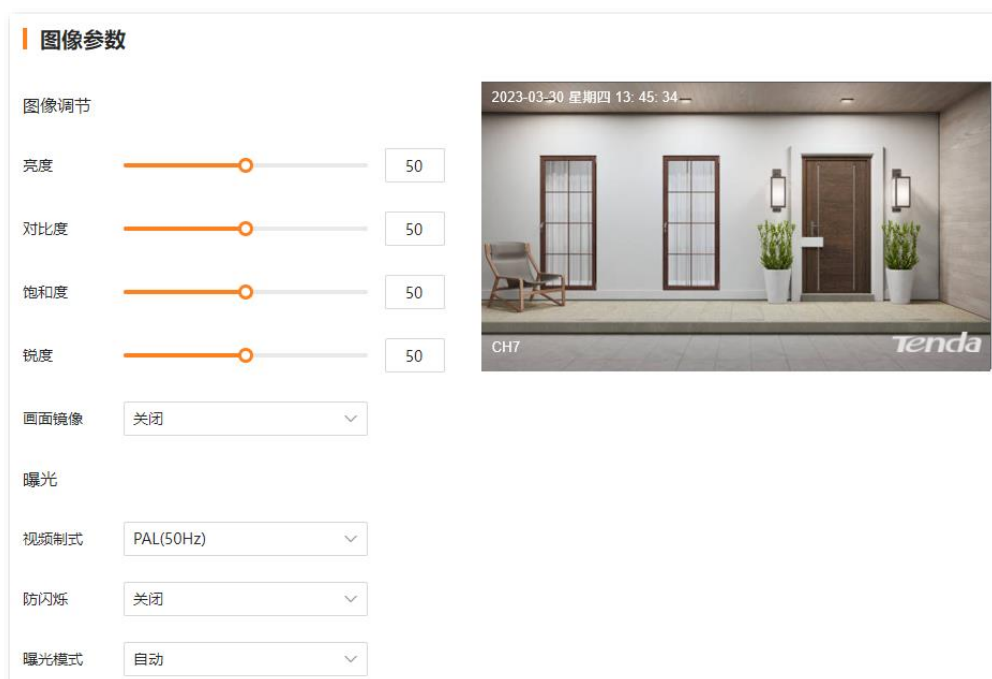 图像参数
图像调节
亮度 50
对比度 50
饱和度 50
锐度 50
画面镜像 关闭
曝光
视频制式 PAL(50Hz)
防闪烁 关闭
曝光模式 自动
2023-03-30 星期四 13: 45: 34
CH7
Tenda